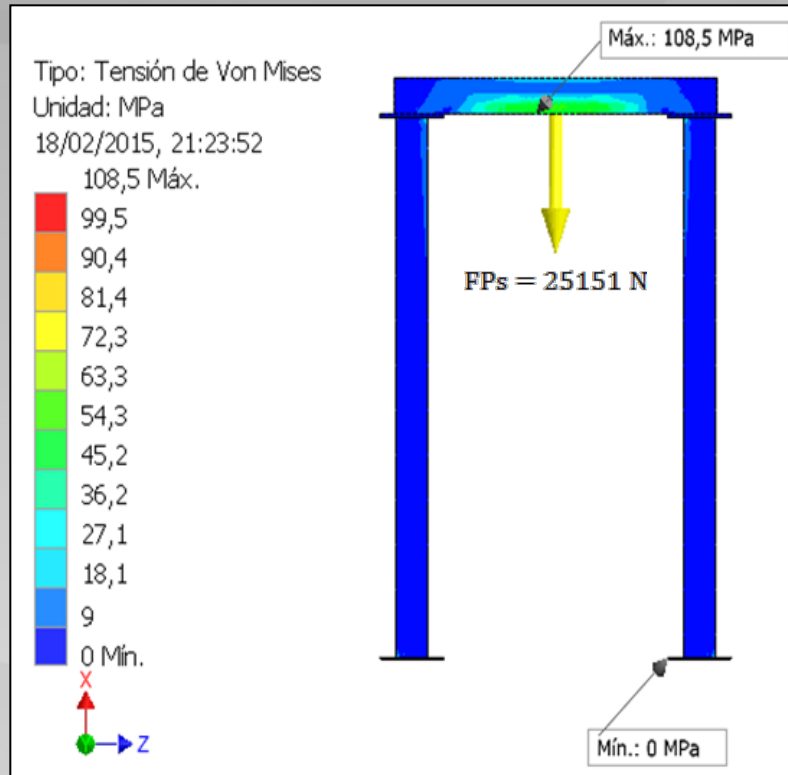 Tipo: Tensión de Von Mises
Unidad: MPa
18/02/2015, 21:23:52
108,5 Máx.
99,5
90,4
81,4
72,3
63,3
54,3
45,2
36,2
27,1
18,1
9
0 Mín.
X
Z
Máx.: 108,5 MPa
FPs = 25151 N
Mín.: 0 MPa